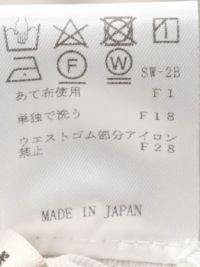 F W SW-2B
あて布使用 F1
単独で洗う F18
ウエストゴム部分アイロン
禁止 F28
MADE IN JAPAN